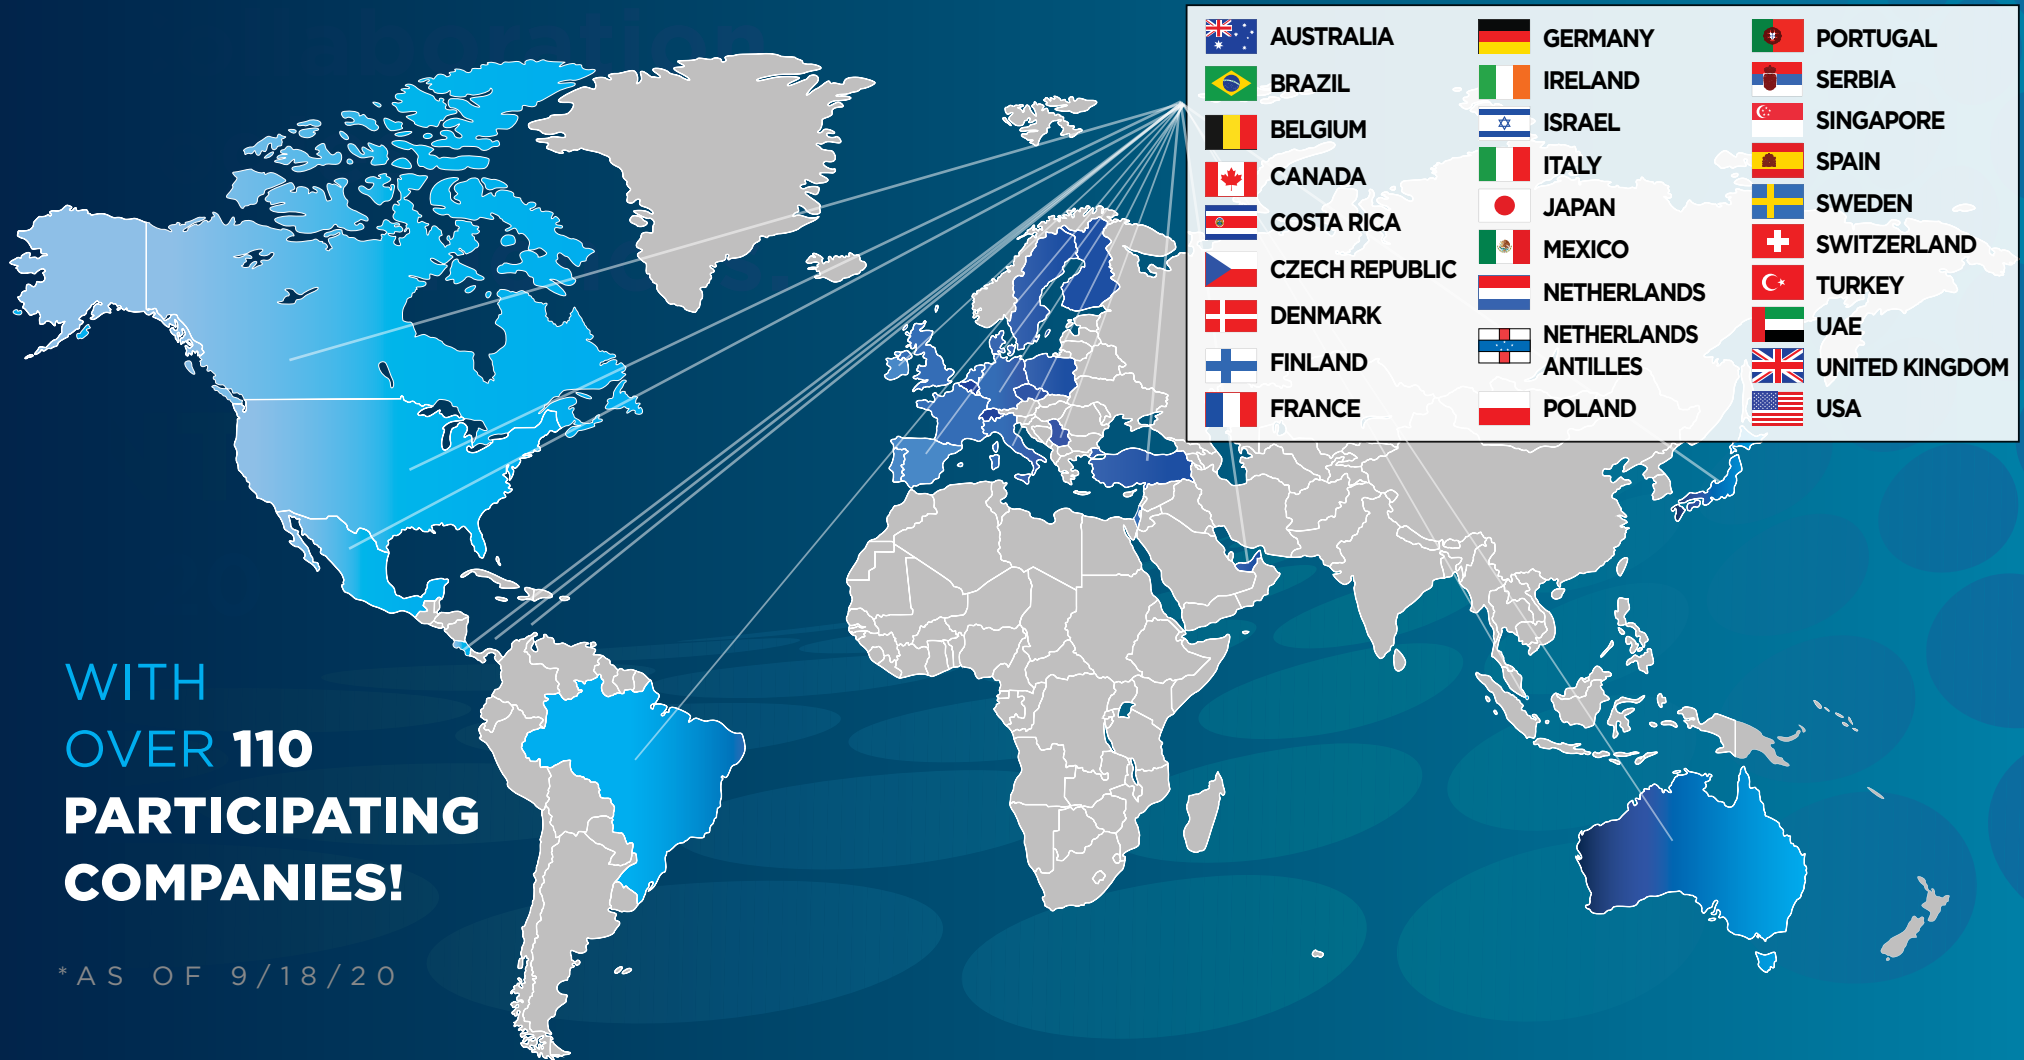 AUSTRALIA
BRAZIL
BELGIUM
CANADA
COSTA RICA
CZECH REPUBLIC
DENMARK
FINLAND
FRANCE
GERMANY
IRELAND
ISRAEL
ITALY
JAPAN
MEXICO
NETHERLANDS
NETHERLANDS
ANTILLES
POLAND
PORTUGAL
SERBIA
SINGAPORE
SPAIN
SWEDEN
SWITZERLAND
TURKEY
UAE
UNITED KINGDOM
USA
WITH
OVER 110
PARTICIPATING
COMPANIES!
*AS OF 9/18/20